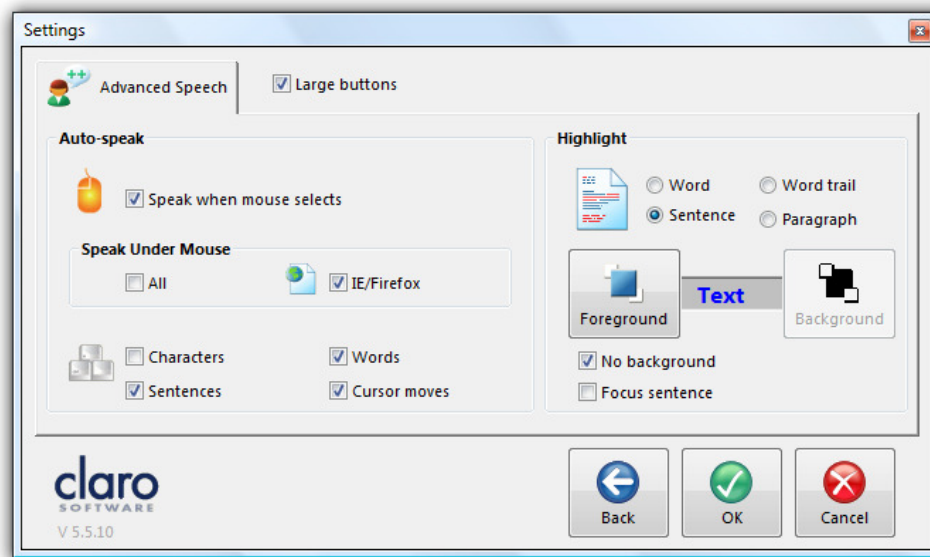 Settings
Advanced Speech
Large buttons
Auto-speak
Speak when mouse selects
Speak Under Mouse
All
IE/Firefox
Characters
Words
Sentences
Cursor moves
Highlight
Word
Word trail
Sentence
Paragraph
Foreground
Text
Background
No background
Focus sentence
claro
SOFTWARE
V 5.5.10
Back
OK
Cancel